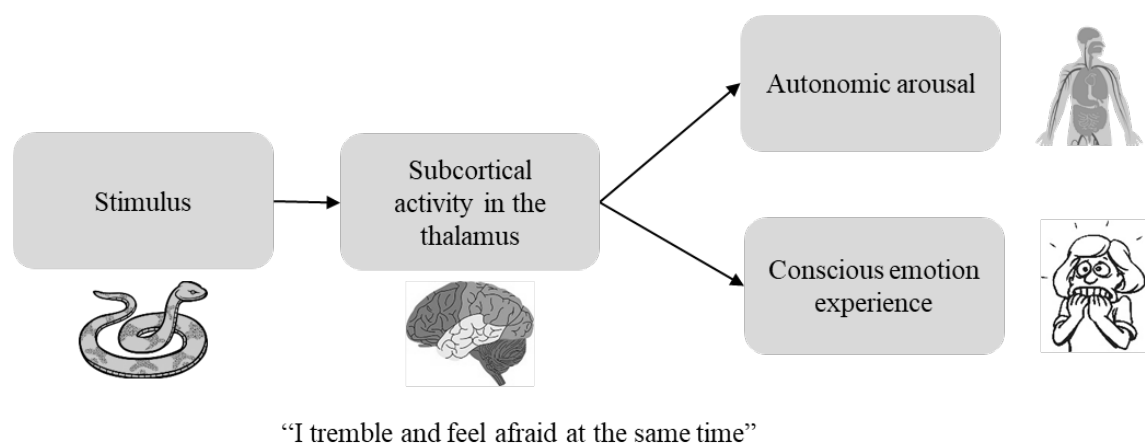 Autonomic arousal
Stimulus
Subcortical
activity in the
thalamus
Conscious emotion
experience
“I tremble and feel afraid at the same time”